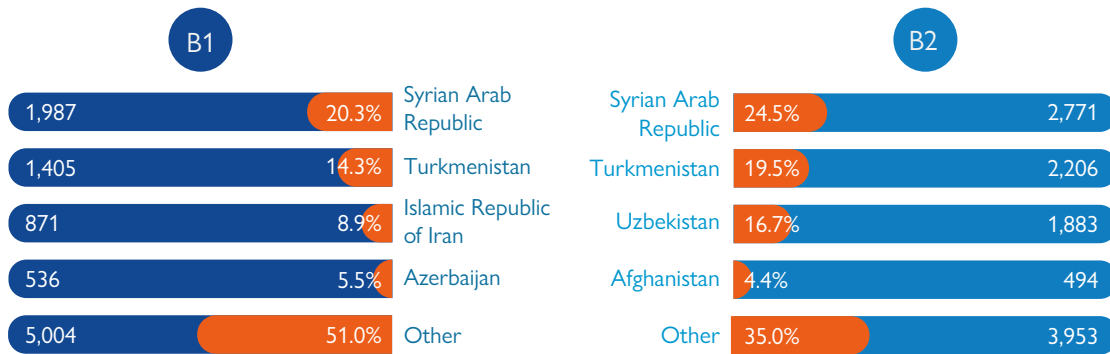 B1
1,987 20.3% Syrian Arab
Republic
1,405 14.3% Turkmenistan
871 8.9% Islamic Republic
of Iran
536 5.5% Azerbaijan
5,004 51.0% Other
B2
Syrian Arab
Republic 24.5% 2,771
Turkmenistan 19.5% 2,206
Uzbekistan 16.7% 1,883
Afghanistan 4.4% 494
Other 35.0% 3,953